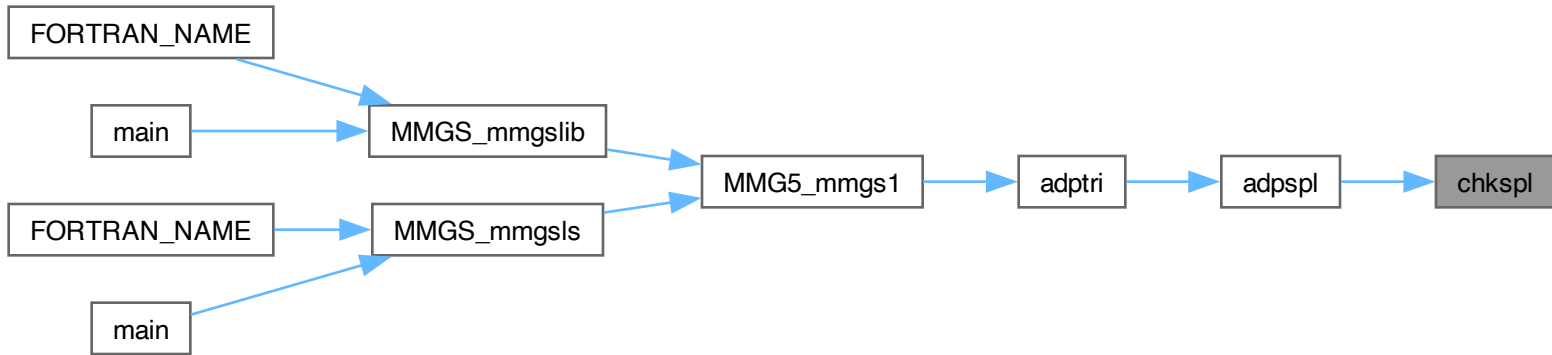 FORTRAN_NAME
main
MMGS_mmgslib
FORTRAN_NAME
MMGS_mmgsls
main
MMG5_mmgs1
adptri
adpspl
chkspl